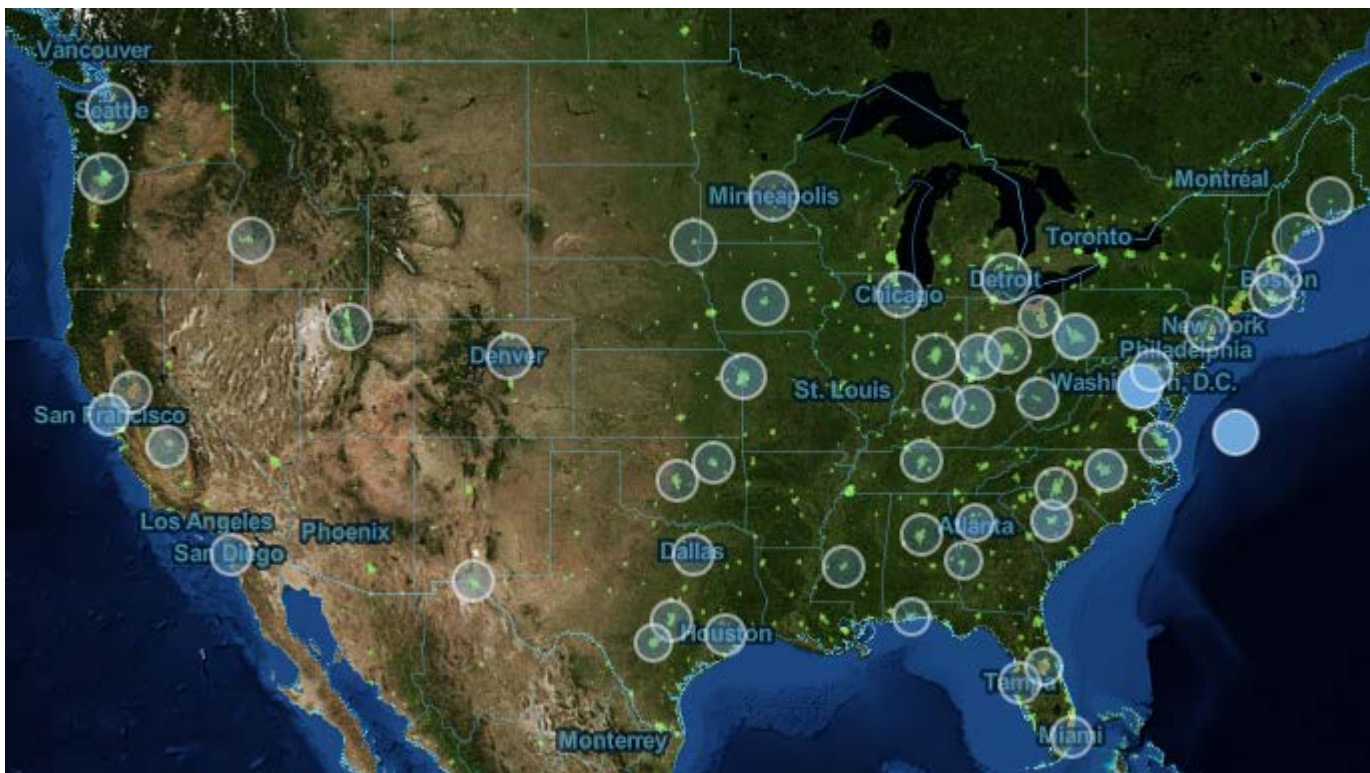 Vancouver
Seattle
Minneapolis
Montréal
Toronto
Detroit
Boston
Chicago
New York
Philadelphia
Denver
Washington, D.C.
St. Louis
San Francisco
Los Angeles
Phoenix
Atlanta
San Diego
Dallas
Houston
Tampa
Miami
Monterrey